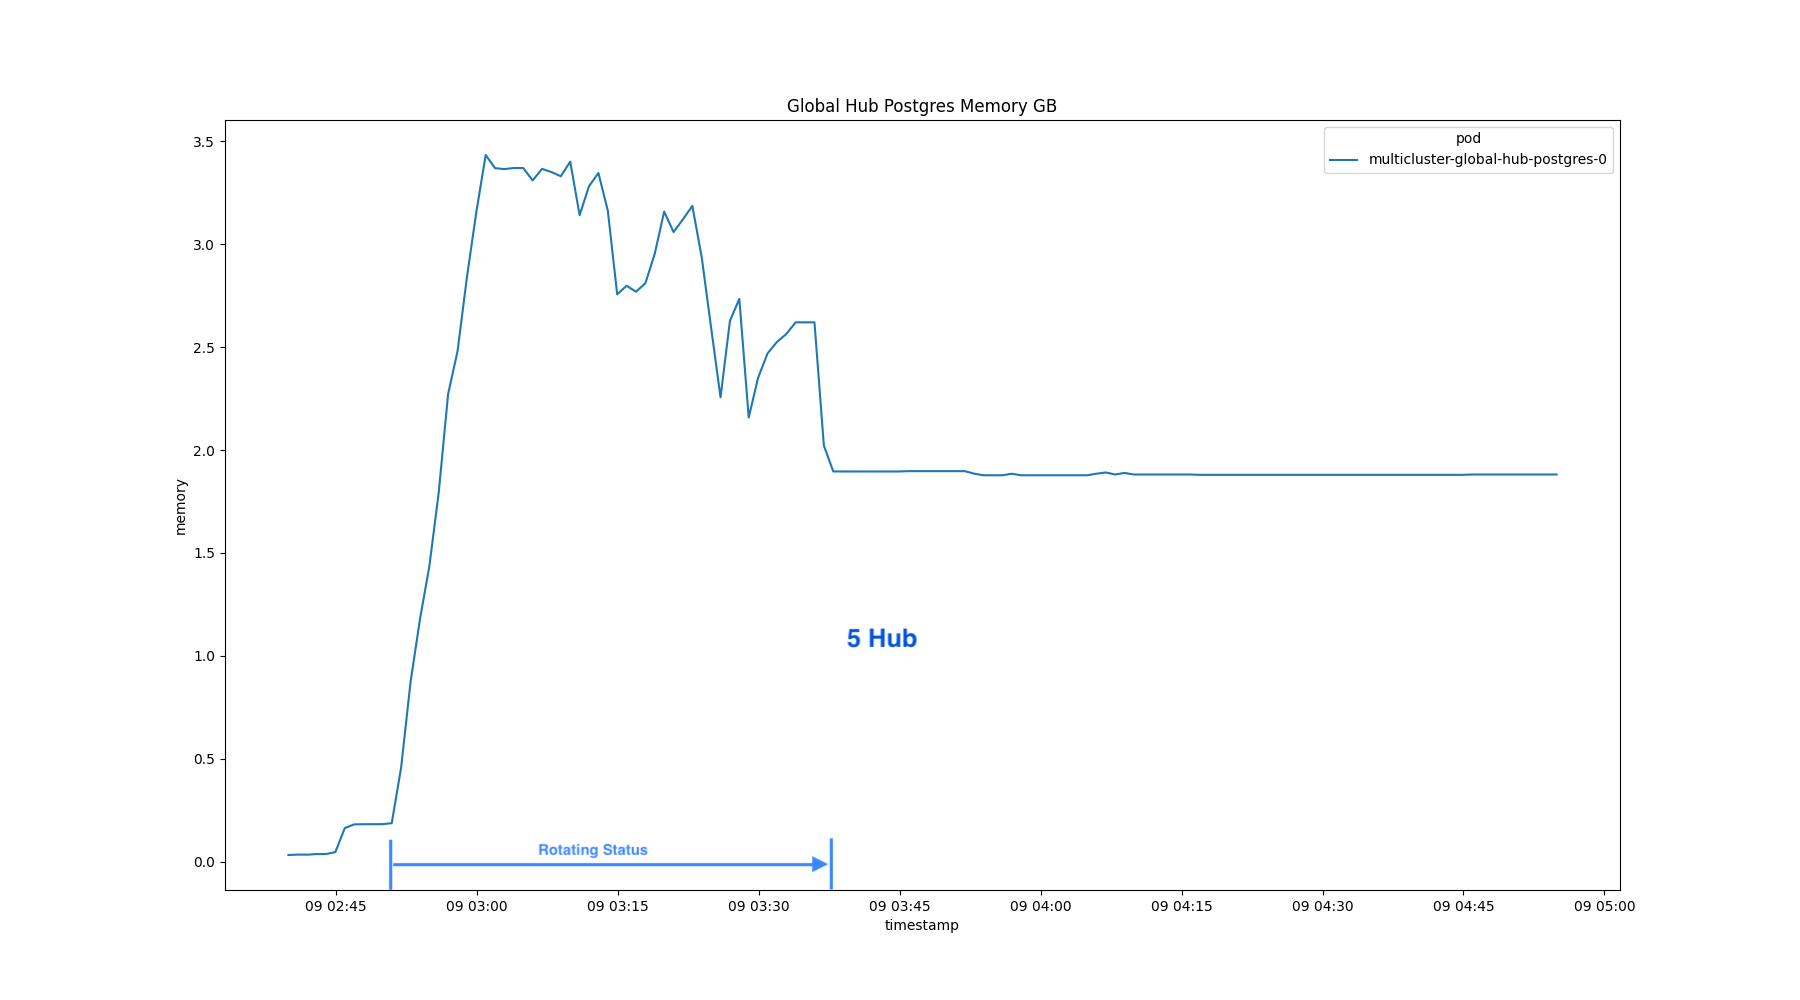 Global Hub Postgres Memory GB
pod
multicluster-global-hub-postgres-0
3.5
3.0
2.5
2.0
1.5
1.0
0.5
0.0
memory
5 Hub
Rotating Status
09 02:45
09 03:00
09 03:15
09 03:30
09 03:45
09 04:00
09 04:15
09 04:30
09 04:45
09 05:00
timestamp